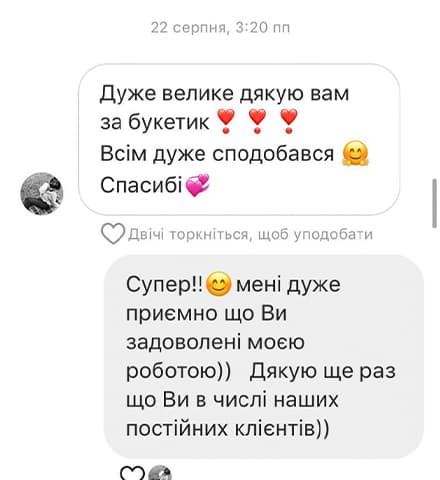 22 серпня, 3:20 пп
Дуже велике дякую вам
за букетик❣️ ❣️ ❣️
Всім дуже сподобався 🤗
Спасибі💞
Двічі торкніться, щоб уподобати
Супер!!😊мені дуже
приємно що Ви
задоволені моєю
роботою)) Дякую ще раз
що Ви в числі наших
постійних клієнтів))